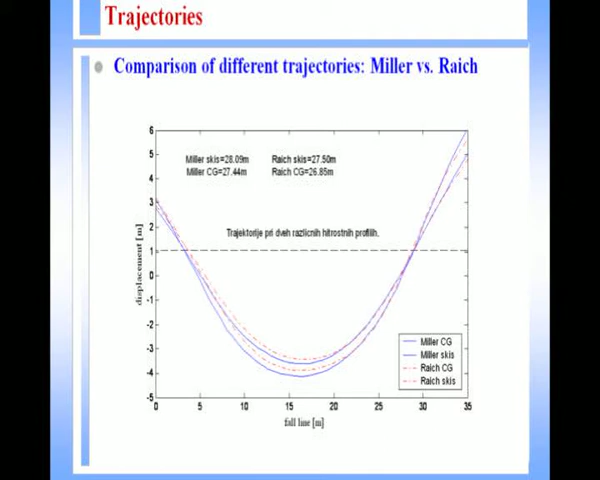 Trajectories
Comparison of different trajectories: Miller vs. Raich
Miller skis=28.09m Raich skis=27.50m
Miller CG=27.44m Raich CG=26.85m
Trajektorije pri dveh razlicnih hitrostnih profilih.
displacement [m]
6
5
4
3
2
1
0
-1
-2
-3
-4
-5
Miller CG
Miller skis
Raich CG
Raich skis
0 5 10 15 20 25 30 35
fall line [m]